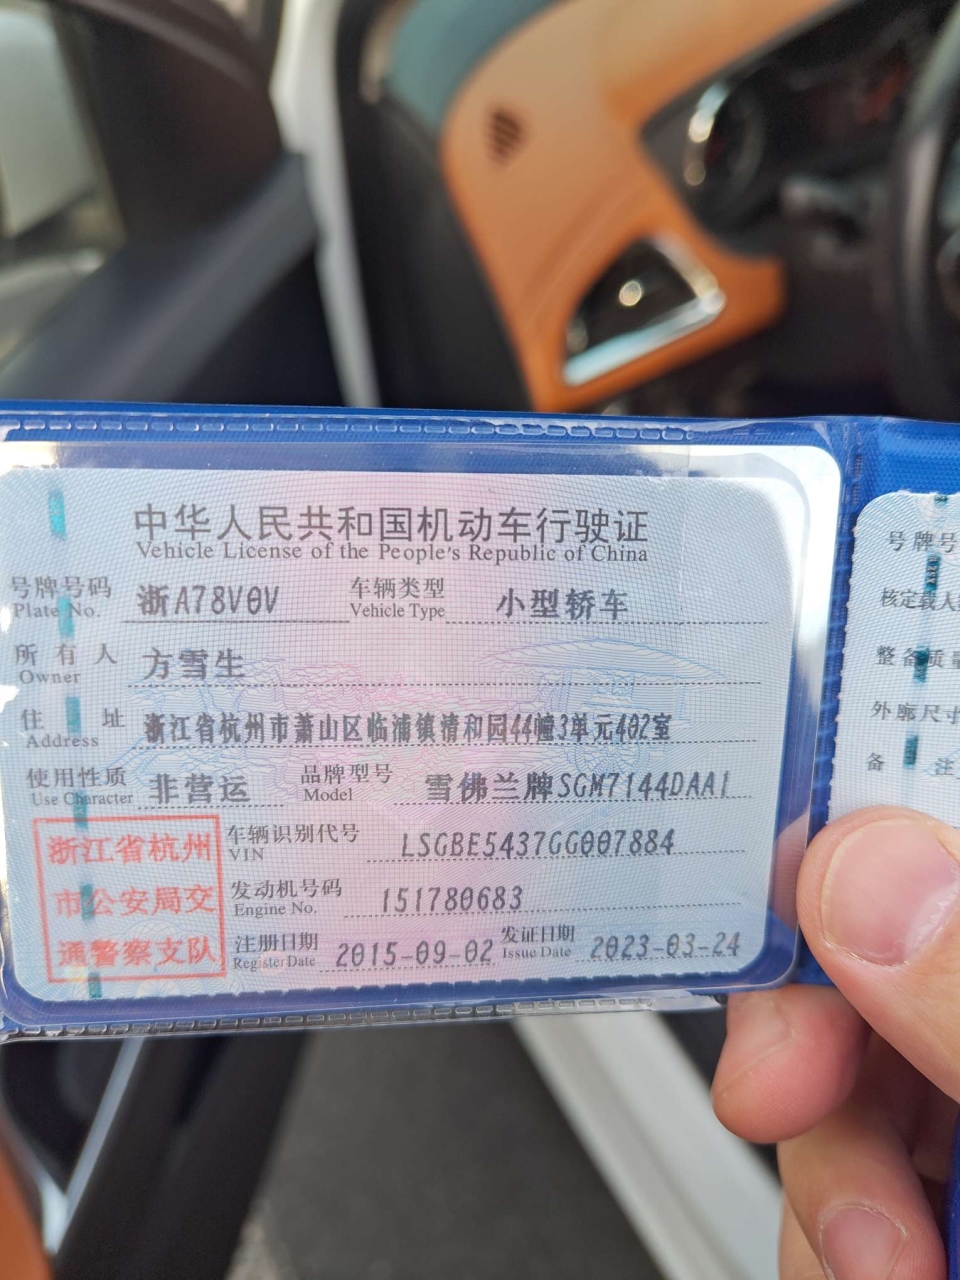 中华人民共和国机动车行驶证
Vehicle License of the People's Republic of China
号牌号码 浙A78V0V 车辆类型 小型轿车
Plate No. Vehicle Type
所有人 方雪生
Owner
住址 浙江省杭州市萧山区临浦镇清和园44幢3单元402室
Address
使用性质 非营运 品牌型号 雪佛兰牌SGM7144DAA1
Use Character Model
浙江省杭州
市公安局交
通警察支队
车辆识别代号 LSGBE5437GG007884
VIN
发动机号码 151780683
Engine No.
注册日期 2015-09-02 发证日期 2023-03-24
Register Date Issue Date
号牌号
核定载人
整备质量
外廓尺寸
备注